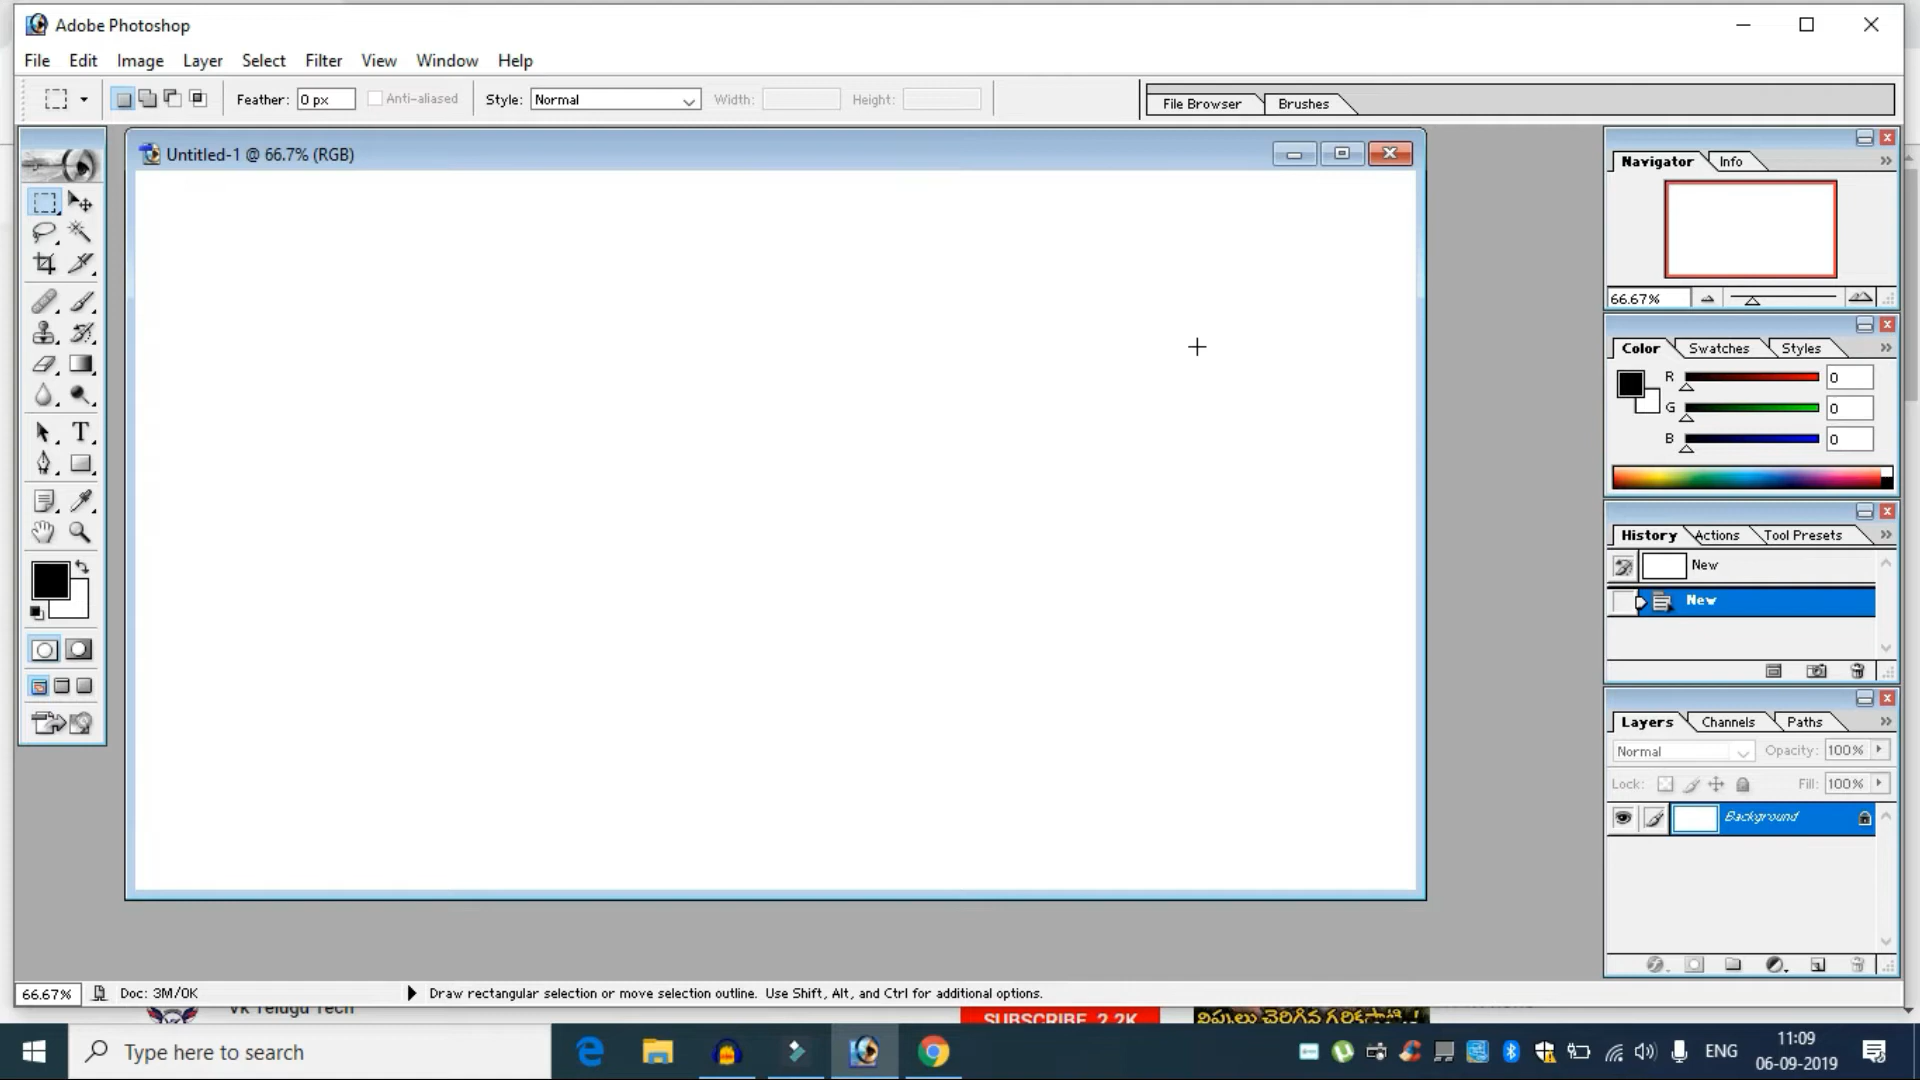 Adobe Photoshop
File Edit Image Layer Select Filter View Window Help
Feather: 0 px Anti-aliased Style: Normal Width: Height: File Browser Brushes
Untitled-1 @ 66.7% (RGB)
Navigator Info
66.67%
Color Swatches Styles
R 0
G 0
B 0
History Actions Tool Presets
New
New
Layers Channels Paths
Normal Opacity: 100%
Lock: Fill: 100%
Background
66.67% Doc: 3M/0K Draw rectangular selection or move selection outline. Use Shift, Alt, and Ctrl for additional options.
Vk Telugu Tech
SUBSCRIBE 2.2K
Type here to search
ENG
11:09
06-09-2019